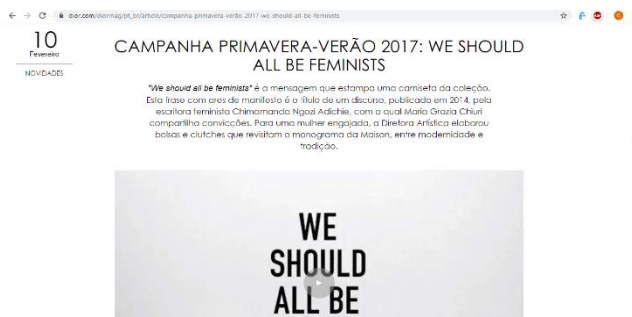 dior.com/diormag/pt_br/article/campanha-primavera-verão-2017-we-should-all-be-feminists
10
Fevereiro
NOVIDADES
CAMPANHA PRIMAVERA-VERÃO 2017: WE SHOULD
ALL BE FEMINISTS
"We should all be feminists" é a mensagem que estampa uma camiseta da coleção.
Esta frase com ares de manifesto é o título de um discurso, publicado em 2014, pela
escritora feminista Chimamanda Ngozi Adichie, com a qual Maria Grazia Chiuri
compartilha convicções. Para uma mulher engajada, a Diretora Artística elaborou
bolsas e clutches que revisitam o monograma da Maison, entre modernidade e
tradição.
WE
SHOULD
ALL BE